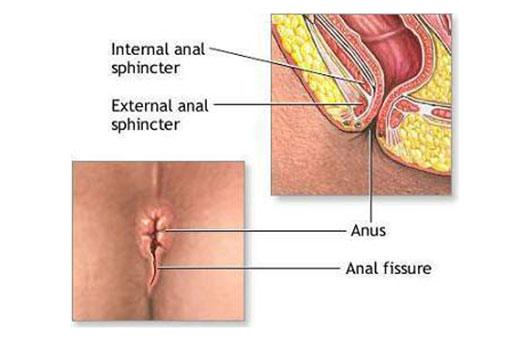 Internal anal
sphincter
External anal
sphincter
Anus
Anal fissure